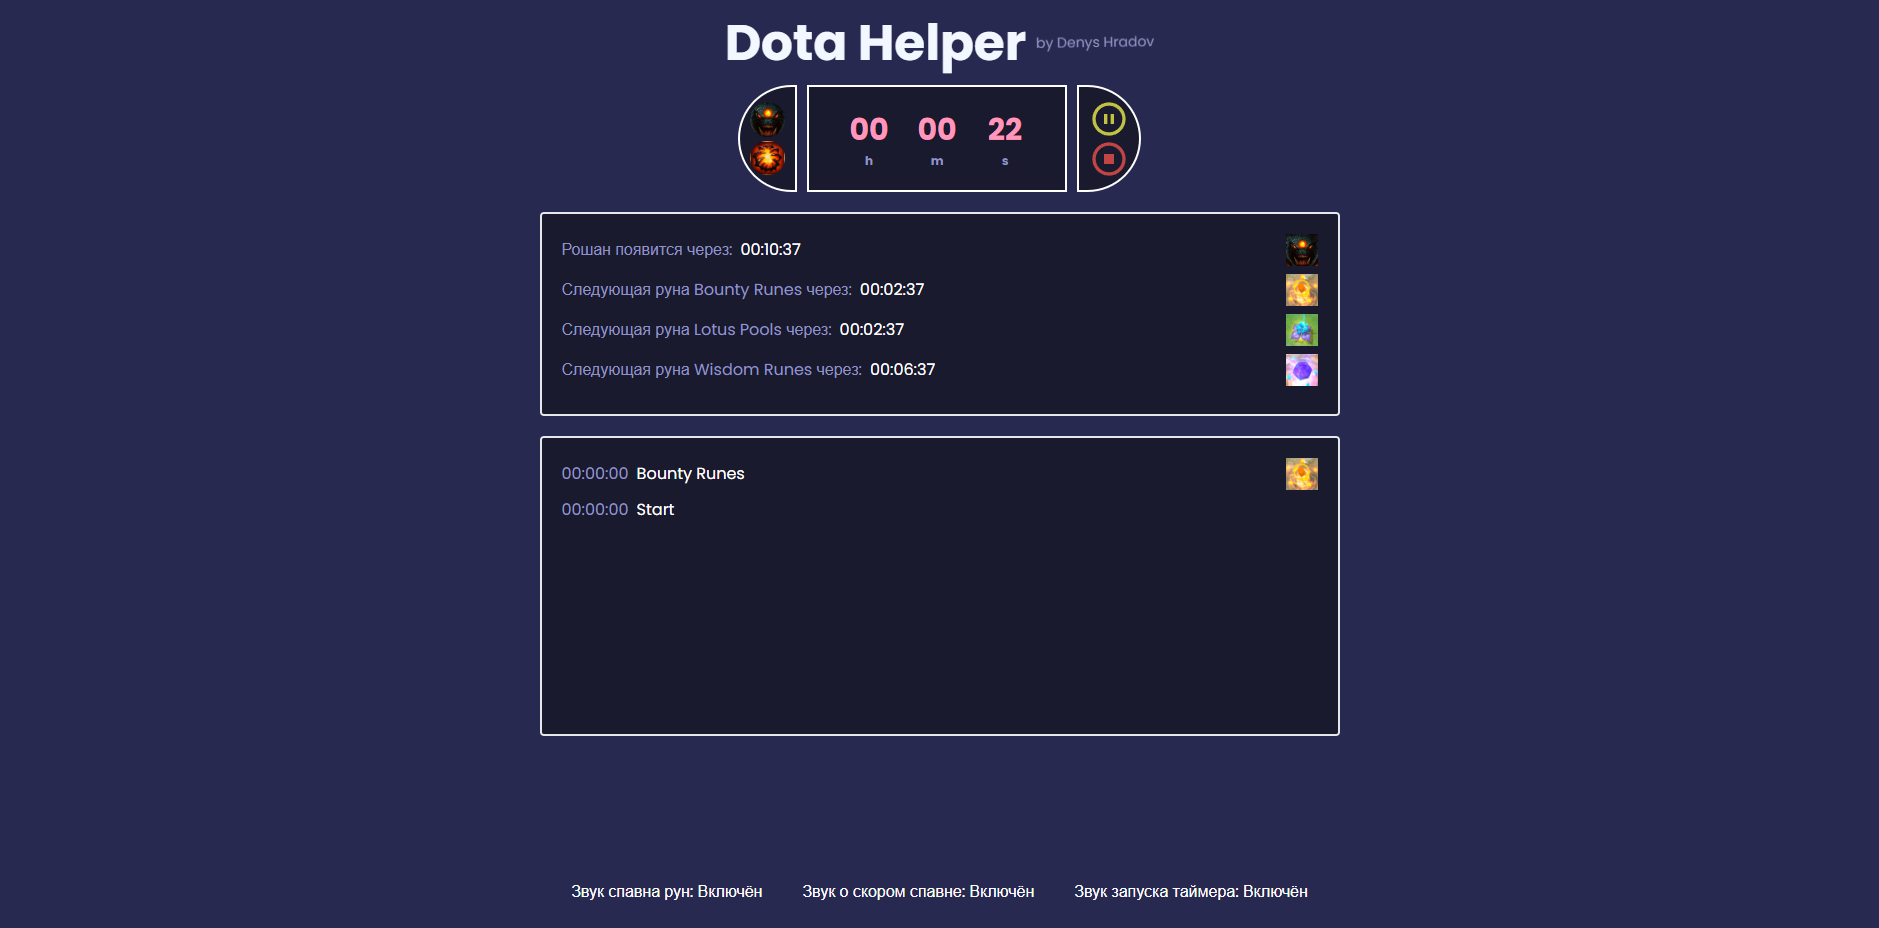 Dota Helper by Denys Hradov
00 00 22
h m s
Рошан появится через: 00:10:37
Следующая руна Bounty Runes через: 00:02:37
Следующая руна Lotus Pools через: 00:02:37
Следующая руна Wisdom Runes через: 00:06:37
00:00:00 Bounty Runes
00:00:00 Start
Звук спавна рун: Включён Звук о скором спавне: Включён Звук запуска таймера: Включён